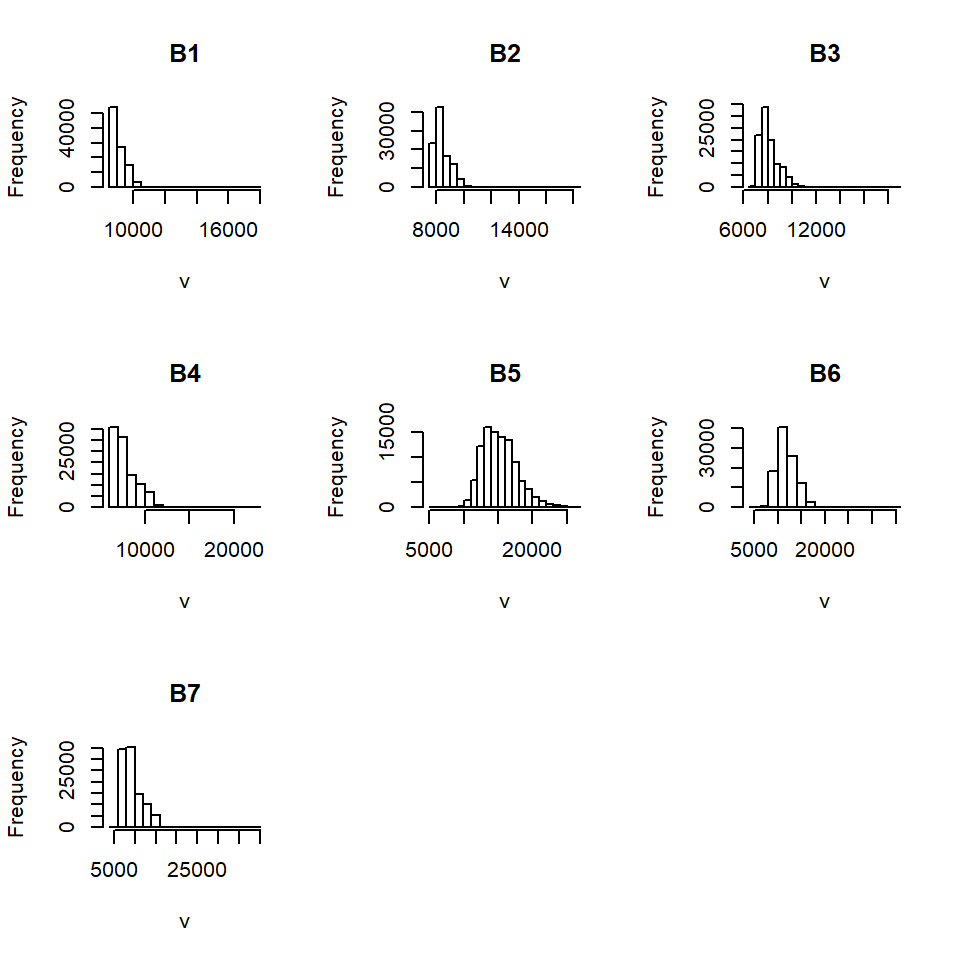 B1
Frequency
0 40000
10000 16000
v
B2
Frequency
0 30000
8000 14000
v
B3
Frequency
0 25000
6000 12000
v
B4
Frequency
0 25000
10000 20000
v
B5
Frequency
0 15000
5000 20000
v
B6
Frequency
0 30000
5000 20000
v
B7
Frequency
0 25000
5000 25000
v